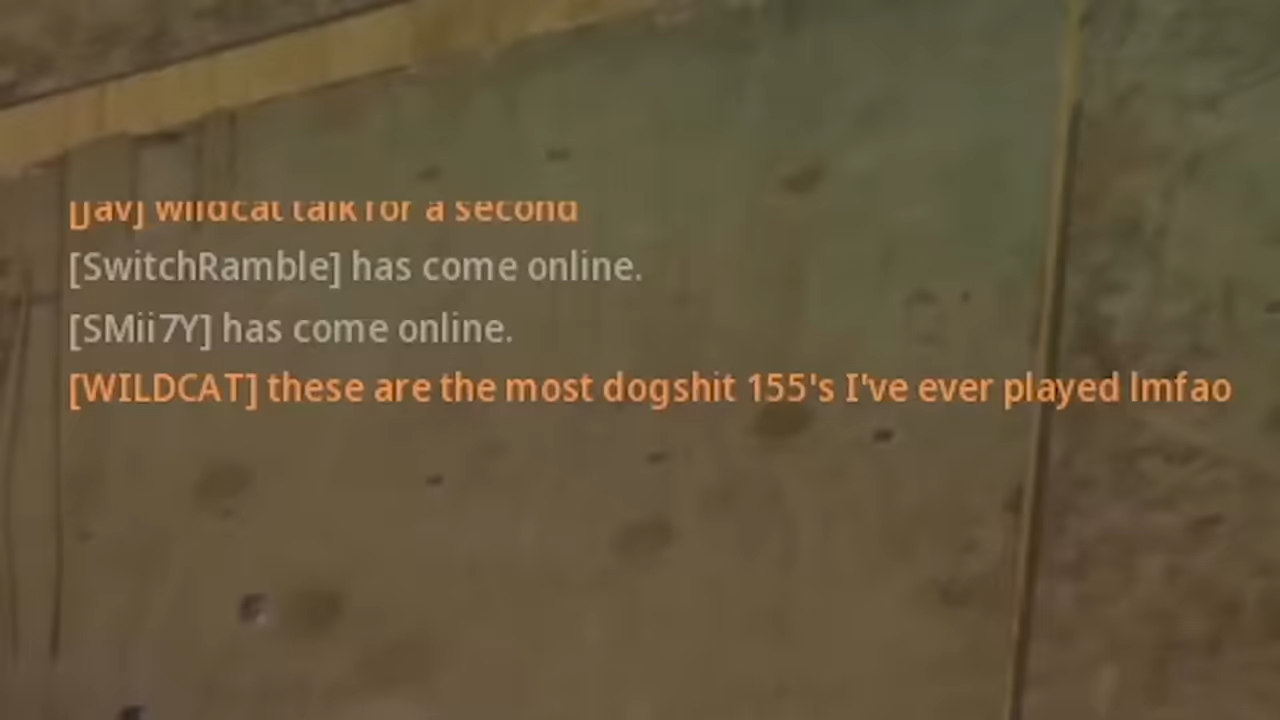 [Jav] wildcat talk for a second
[SwitchRamble] has come online.
[SMii7Y] has come online.
[WILDCAT] these are the most dogshit 155's I've ever played lmfao